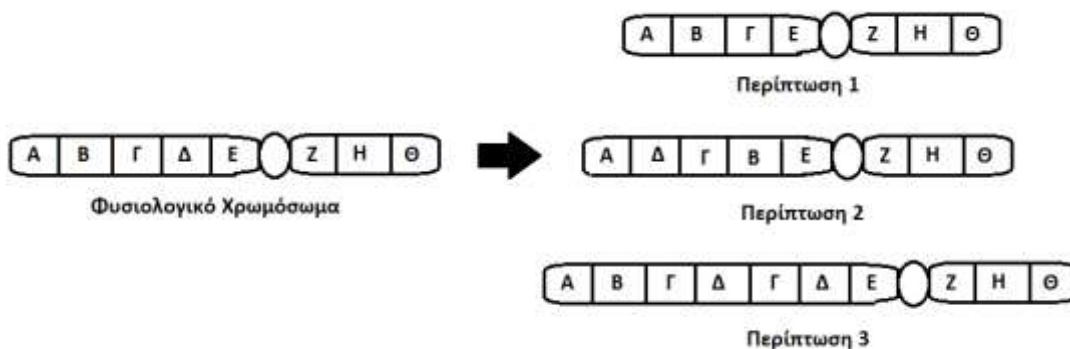 Α Β Γ Ε Ζ Η Θ
Περίπτωση 1
Α Β Γ Δ Ε Ζ Η Θ
Φυσιολογικό Χρωμόσωμα
Α Δ Γ Β Ε Ζ Η Θ
Περίπτωση 2
Α Β Γ Δ Γ Δ Ε Ζ Η Θ
Περίπτωση 3